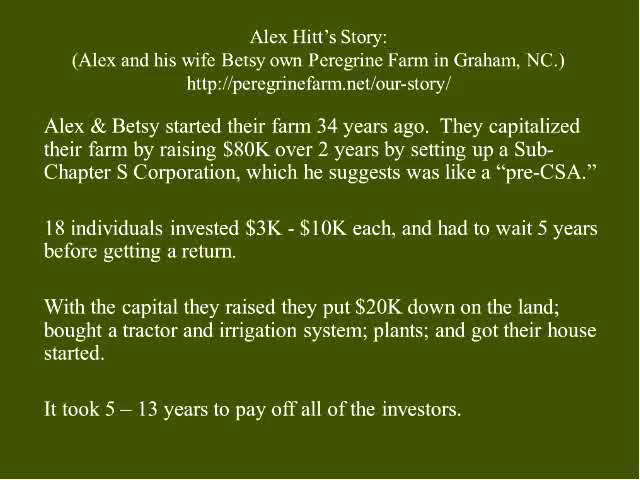 Alex Hitt’s Story:
(Alex and his wife Betsy own Peregrine Farm in Graham, NC.)
http://peregrinefarm.net/our-story/
Alex & Betsy started their farm 34 years ago.  They capitalized
their farm by raising $80K over 2 years by setting up a Sub-
Chapter S Corporation, which he suggests was like a “pre-CSA.”
18 individuals invested $3K - $10K each, and had to wait 5 years
before getting a return.
With the capital they raised they put $20K down on the land;
bought a tractor and irrigation system; plants; and got their house
started.
It took 5 – 13 years to pay off all of the investors.